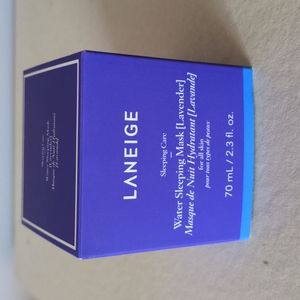 LANEIGE
Sleeping Care
Water Sleeping Mask [Lavender]
Masque de Nuit Hydratant [Lavande]
for all skin
pour tous types de peaux
70 mL / 2.3 fl. oz.